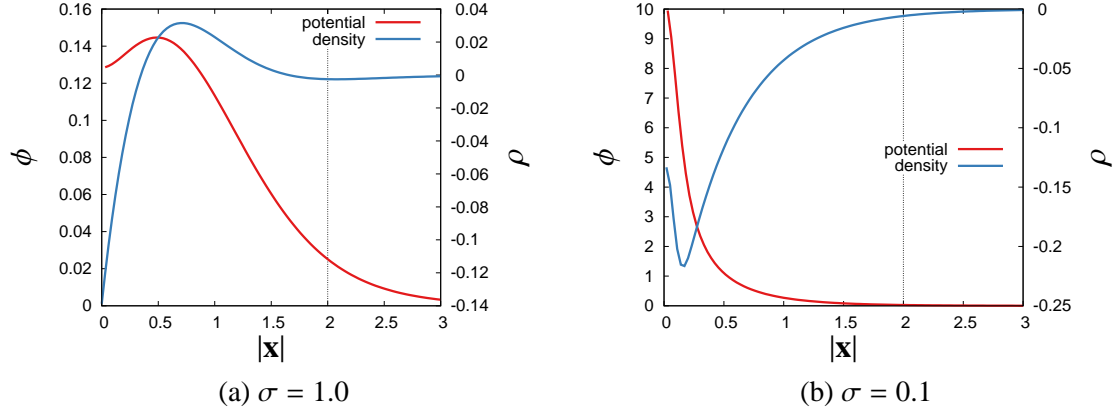 0.16 0.04
potential
density
0.14 0.02
0.12 0
0.1 -0.02
0.08 -0.04
0.06 -0.06
0.04 -0.08
-0.1
0.02 -0.12
0 -0.14
ϕ
ρ
0 0.5 1 1.5 2 2.5 3
|x|
(a) σ = 1.0
10 0
9
8 -0.05
7
6 -0.1
5
potential
density
4 -0.15
3
2 -0.2
1
0 -0.25
ϕ
ρ
0 0.5 1 1.5 2 2.5 3
|x|
(b) σ = 0.1